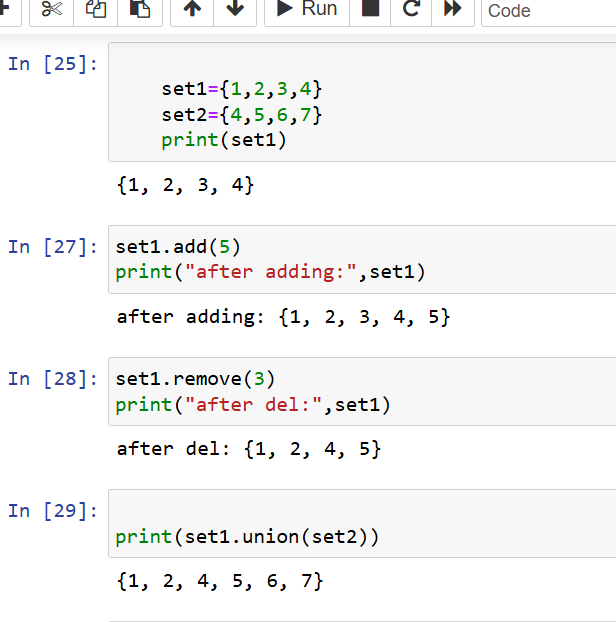 Run
Code
In [25]:
set1={1,2,3,4}
set2={4,5,6,7}
print(set1)
{1, 2, 3, 4}
In [27]:
set1.add(5)
print("after adding:",set1)
after adding: {1, 2, 3, 4, 5}
In [28]:
set1.remove(3)
print("after del:",set1)
after del: {1, 2, 4, 5}
In [29]:
print(set1.union(set2))
{1, 2, 4, 5, 6, 7}